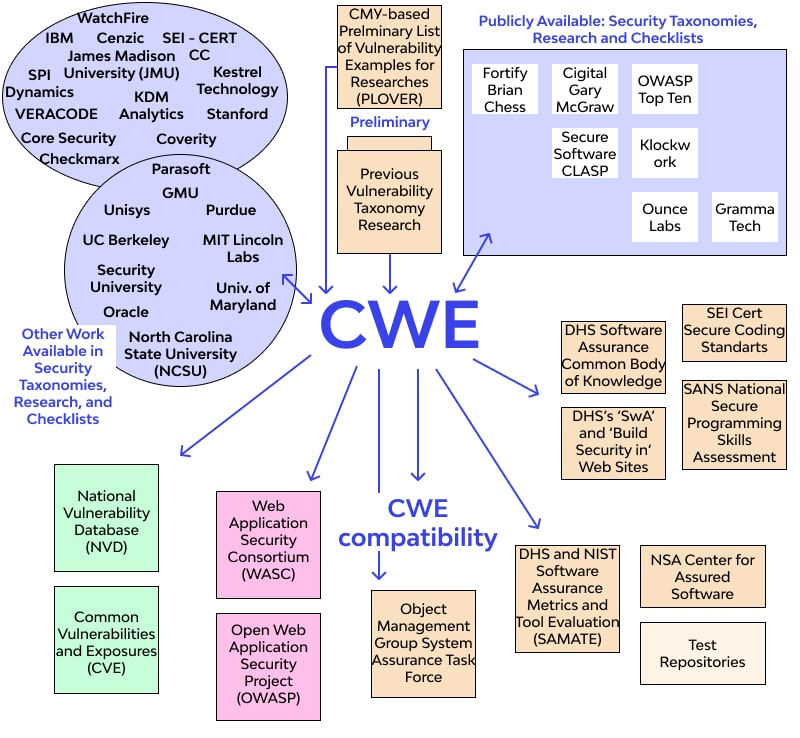 WatchFire
IBM Cenzic SEI - CERT
James Madison CC
SPI University (JMU) Kestrel
Dynamics Technology
KDM
VERACODE Analytics Stanford
Core Security Coverity
Checkmarx
Parasoft
GMU
Unisys Purdue
UC Berkeley MIT Lincoln
Labs
Security
University Univ. of
Maryland
Oracle
North Carolina
State University
(NCSU)
Other Work
Available in
Security
Taxonomies,
Research, and
Checklists
CMY-based
Prelminary List
of Vulnerability
Examples for
Researches
(PLOVER)
Preliminary
Previous
Vulnerability
Taxonomy
Research
Publicly Available: Security Taxonomies,
Research and Checklists
Fortify
Brian
Chess
Cigital
Gary
McGraw
OWASP
Top Ten
Secure
Software
CLASP
Klockw
ork
Ounce
Labs
Gramma
Tech
CWE
DHS Software
Assurance
Common Body
of Knowledge
SEI Cert
Secure Coding
Standarts
DHS's 'SwA'
and 'Build
Security in'
Web Sites
SANS National
Secure
Programming
Skills
Assessment
National
Vulnerability
Database
(NVD)
Common
Vulnerabilities
and Exposures
(CVE)
Web
Application
Security
Consortium
(WASC)
Open Web
Application
Security
Project
(OWASP)
CWE
compatibility
Object
Management
Group System
Assurance Task
Force
DHS and NIST
Software
Assurance
Metrics and
Tool Evaluation
(SAMATE)
NSA Center for
Assured
Software
Test
Repositories